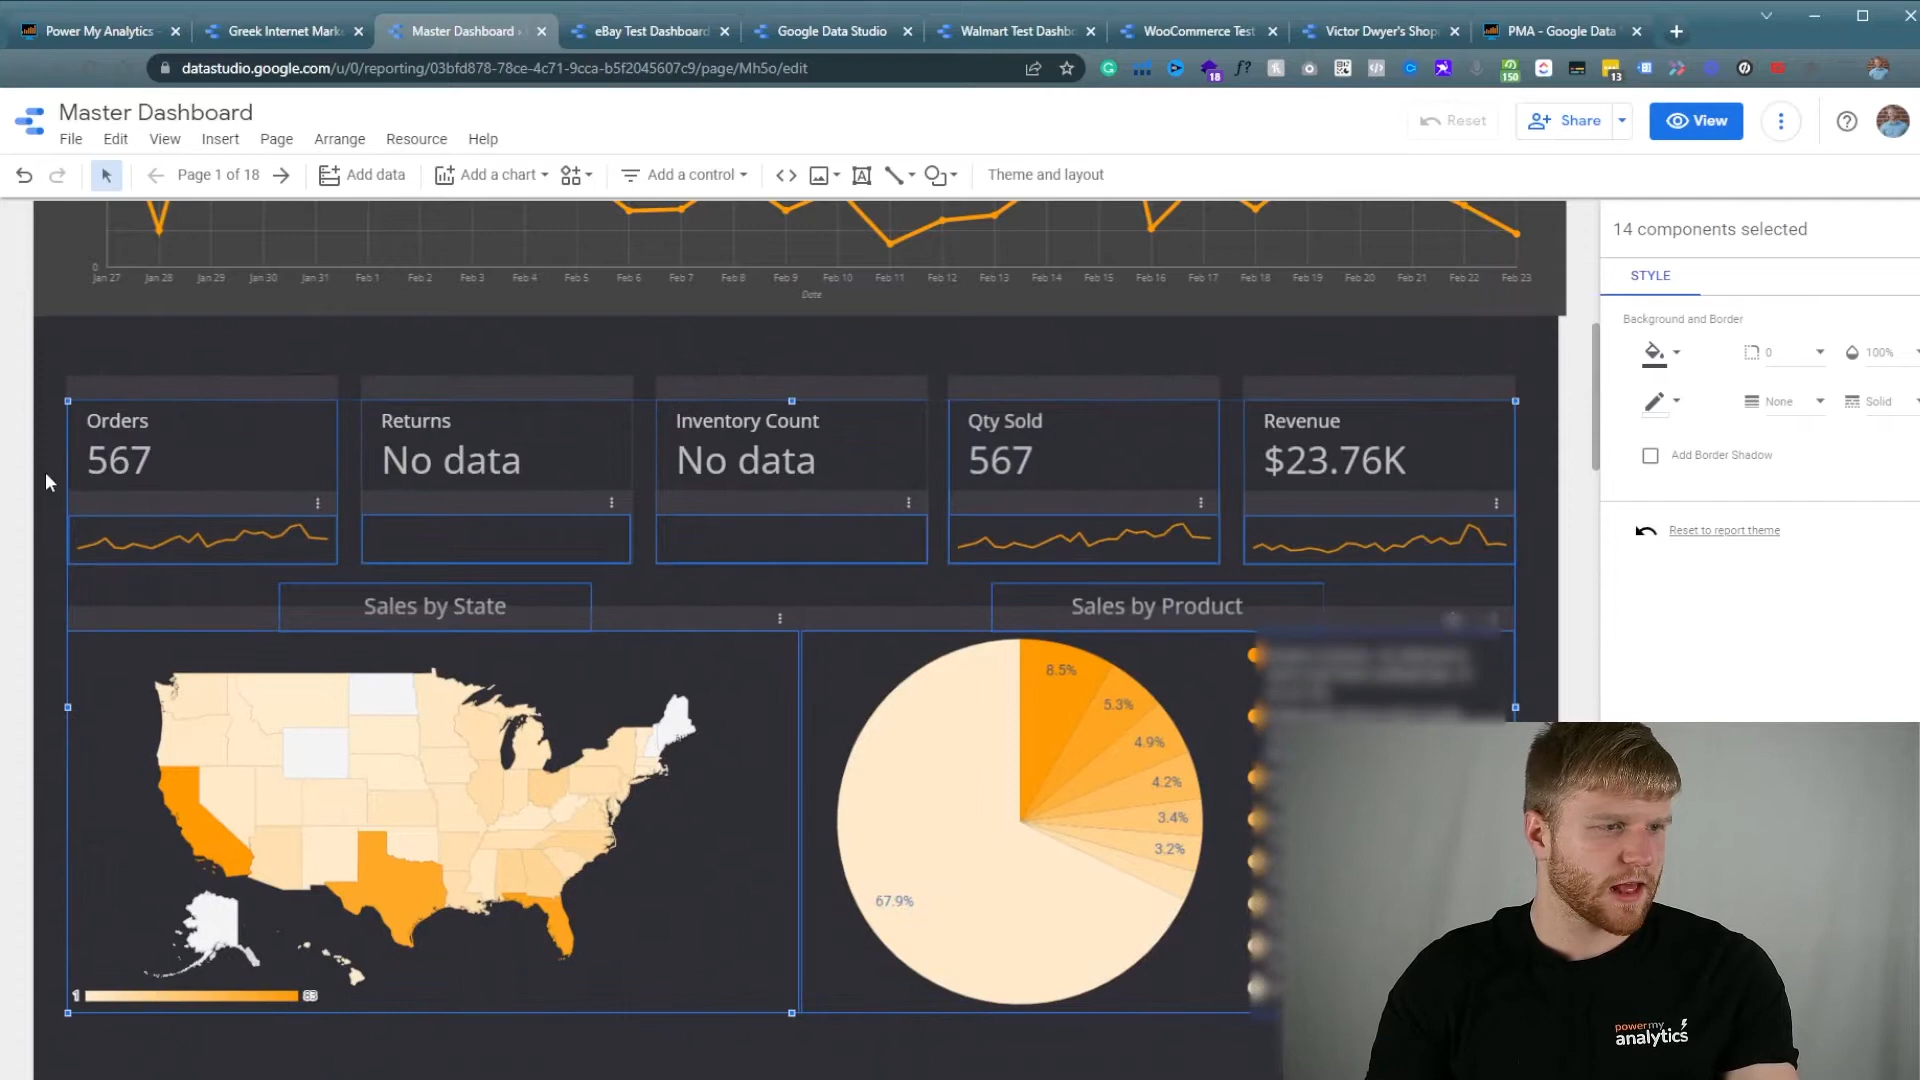 Power My Analytics
Greek Internet Mark
Master Dashboard ›
eBay Test Dashboard
Google Data Studio
Walmart Test Dashbo
WooCommerce Test
Victor Dwyer's Shop
PMA - Google Data
datastudio.google.com/u/0/reporting/03bfd878-78ce-4c71-9cca-b5f2045607c9/page/Mh5o/edit
18
150
13
Master Dashboard
File Edit View Insert Page Arrange Resource Help
Reset
Share
View
Page 1 of 18
Add data
Add a chart
Add a control
Theme and layout
0
Jan 27 Jan 28 Jan 29 Jan 30 Jan 31 Feb 1 Feb 2 Feb 3 Feb 4 Feb 5 Feb 6 Feb 7 Feb 8 Feb 9 Feb 10 Feb 11 Feb 12 Feb 13 Feb 14 Feb 15 Feb 16 Feb 17 Feb 18 Feb 19 Feb 20 Feb 21 Feb 22 Feb 23
Date
14 components selected
STYLE
Background and Border
0
100%
None
Solid
Add Border Shadow
Reset to report theme
Orders
567
Returns
No data
Inventory Count
No data
Qty Sold
567
Revenue
$23.76K
Sales by State
Sales by Product
8.5%
5.3%
4.9%
4.2%
3.4%
3.2%
67.9%
1
83
powermy
analytics